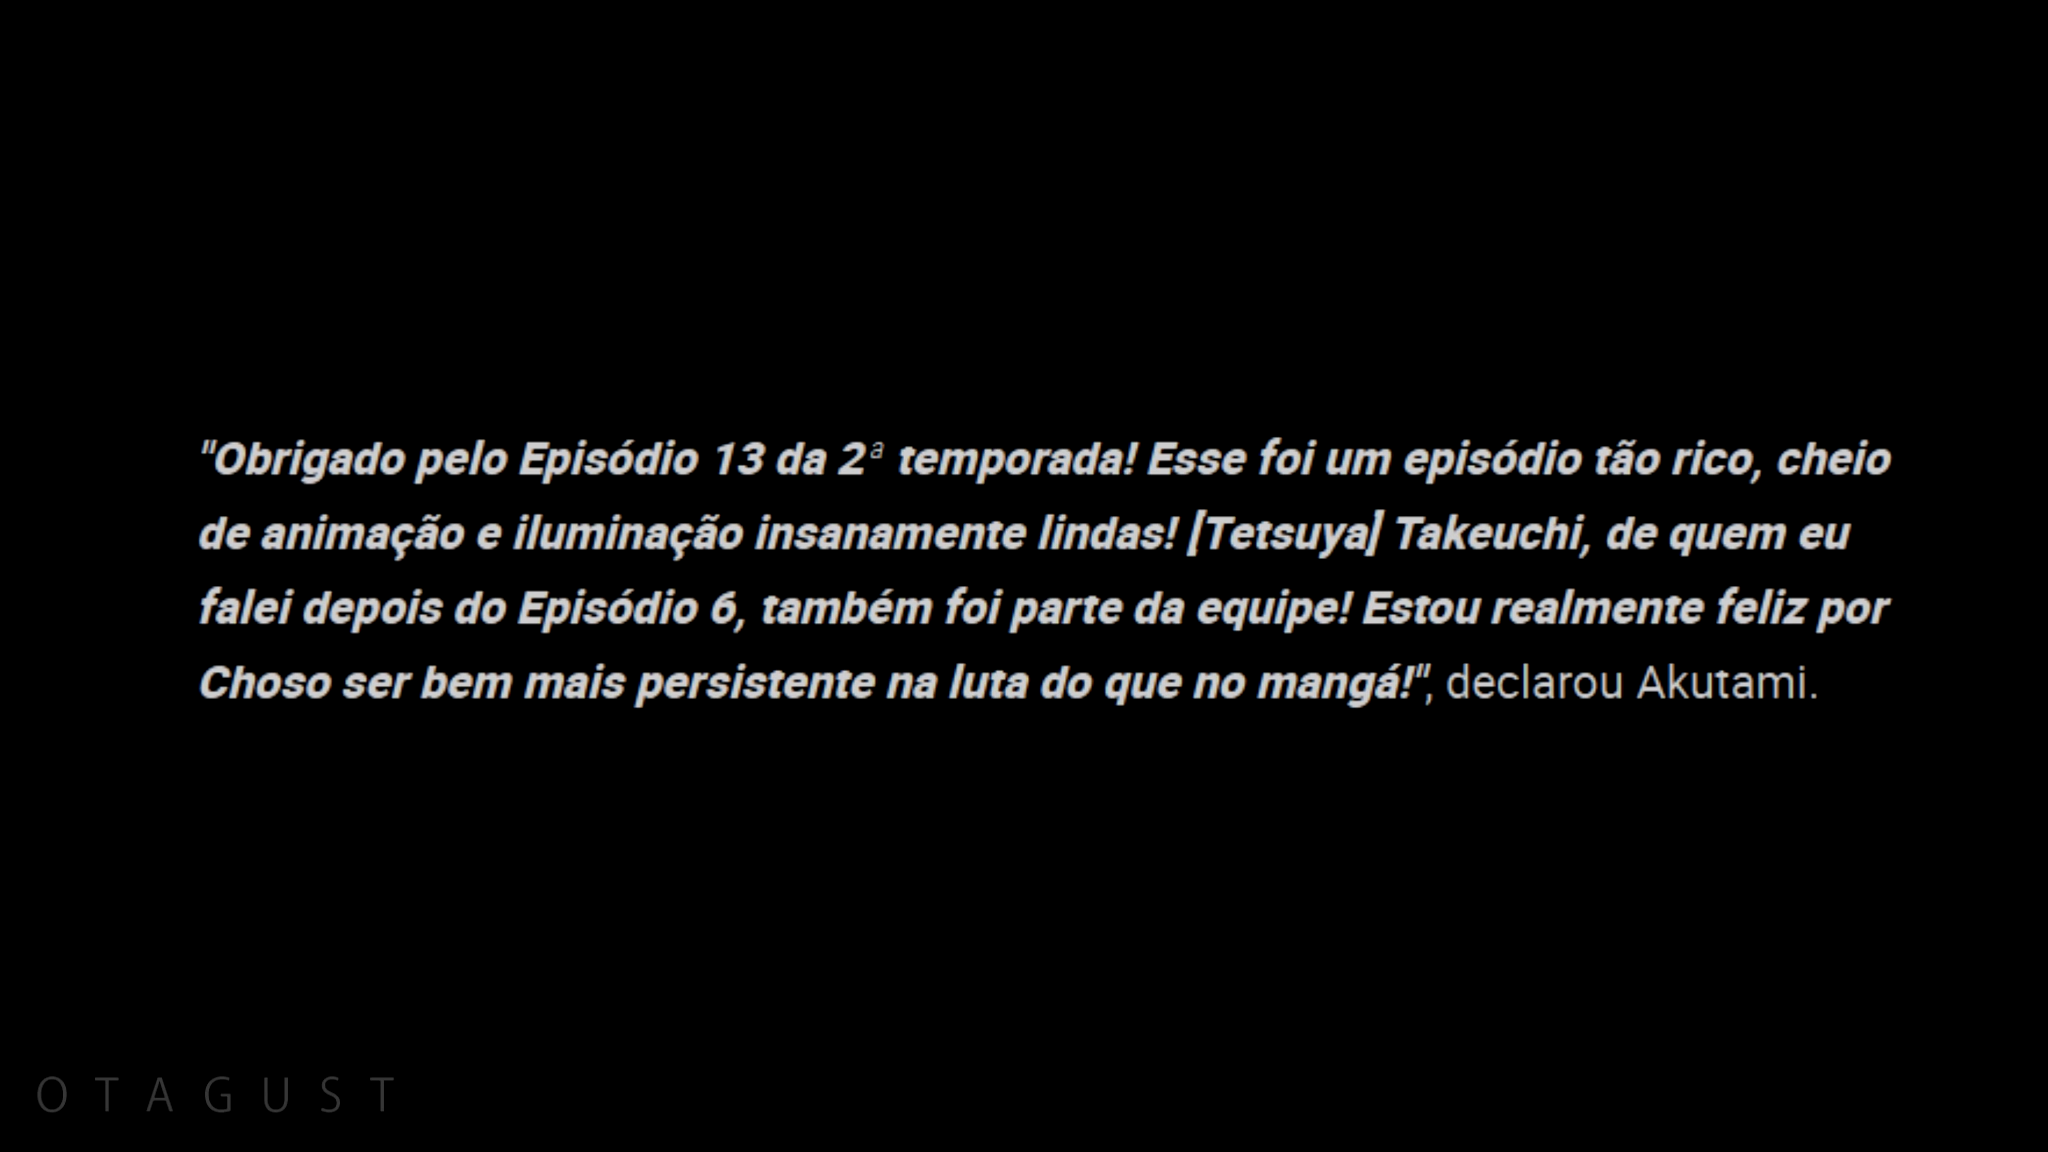 "Obrigado pelo Episódio 13 da 2ª temporada! Esse foi um episódio tão rico, cheio
de animação e iluminação insanamente lindas! [Tetsuya] Takeuchi, de quem eu
falei depois do Episódio 6, também foi parte da equipe! Estou realmente feliz por
Choso ser bem mais persistente na luta do que no mangá!", declarou Akutami.
OTAGUST